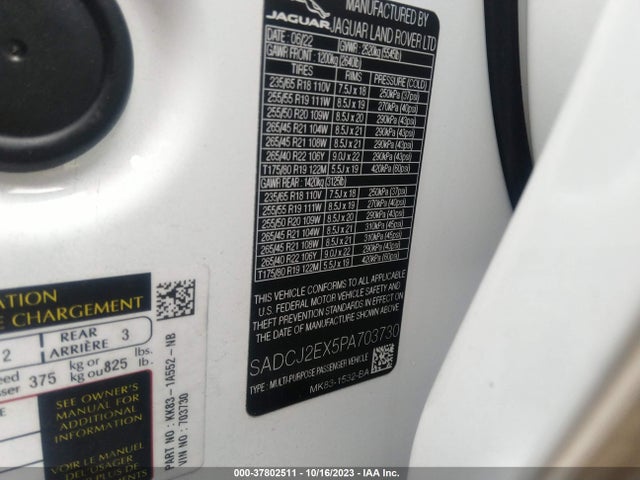 JAGUAR
MANUFACTURED BY
JAGUAR LAND ROVER LTD
DATE: 06/22 GVWR: 2520kg (5545lb)
GAWR FRONT: 1200kg (2640lb)
TIRES RIMS PRESSURE (COLD)
235/65 R18 110V 7.5J x 18 250kPa (37psi)
255/55 R19 111W 8.5J x 19 270kPa (40psi)
255/50 R20 109W 8.5J x 20 290kPa (43psi)
265/45 R21 104W 8.5J x 21 290kPa (43psi)
265/45 R21 108W 8.5J x 21 290kPa (43psi)
265/40 R22 106Y 9.0J x 22 290kPa (43psi)
T175/80 R19 122M 5.5J x 19 420kPa (60psi)
GAWR REAR: 1420kg (3125lb)
235/65 R18 110V 7.5J x 18 250kPa (37psi)
255/55 R19 111W 8.5J x 19 270kPa (40psi)
255/50 R20 109W 8.5J x 20 290kPa (43psi)
265/45 R21 104W 8.5J x 21 310kPa (45psi)
265/45 R21 108W 8.5J x 21 310kPa (45psi)
265/40 R22 106Y 9.0J x 22 290kPa (43psi)
T175/80 R19 122M 5.5J x 19 420kPa (60psi)
THIS VEHICLE CONFORMS TO ALL APPLICABLE
U.S. FEDERAL MOTOR VEHICLE SAFETY AND
THEFT PREVENTION STANDARDS IN EFFECT ON
THE DATE OF MANUFACTURE SHOWN ABOVE.
SADCJ2EX5PA703730
TYPE: MULTI-PURPOSE PASSENGER VEHICLE
MK83-1532-BA
ATION
E CHARGEMENT
2 REAR ARRIÈRE 3
375 kg or kg ou 825 lbs. lb.
SEE OWNER'S
MANUAL FOR
ADDITIONAL
INFORMATION
VOIR LE MANUEL
DE L'USAGER
PART NO : KK83-1A552-NB
VIN NO : 703730
000-37802511 - 10/16/2023 - IAA Inc.